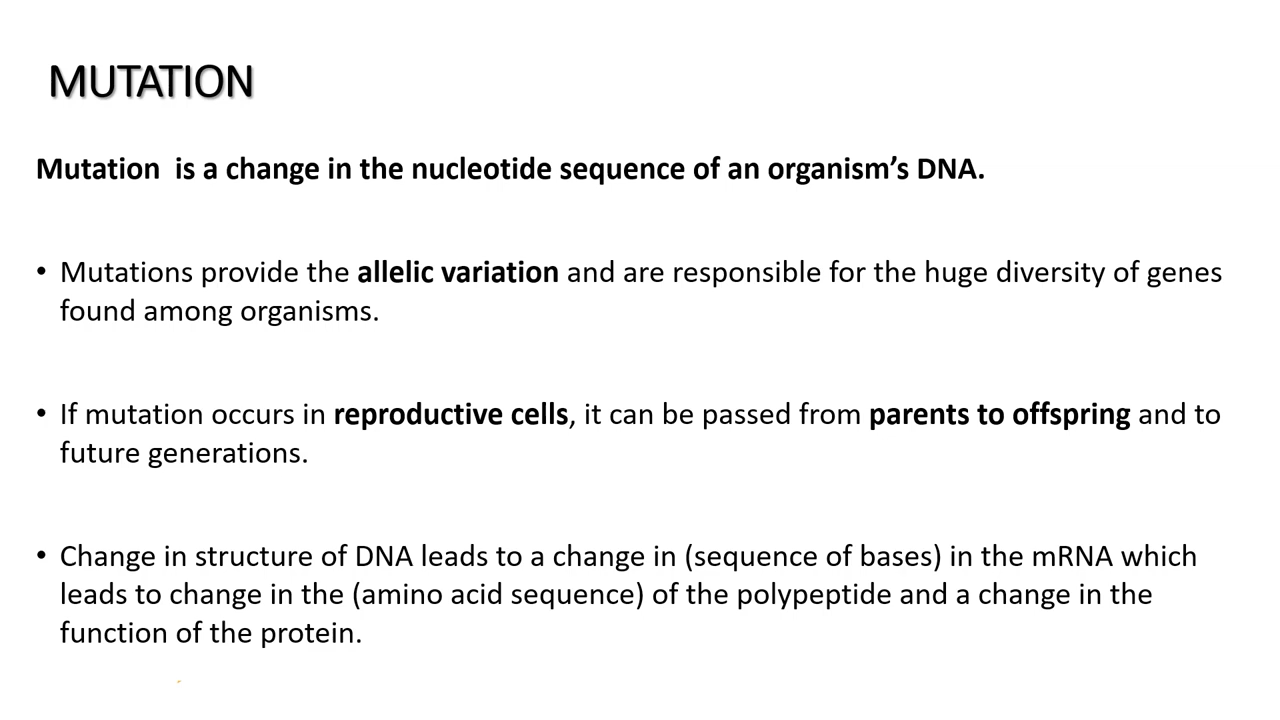 MUTATION
Mutation  is a change in the nucleotide sequence of an organism’s DNA.
• Mutations provide the allelic variation and are responsible for the huge diversity of genes
found among organisms.
• If mutation occurs in reproductive cells, it can be passed from parents to offspring and to
future generations.
• Change in structure of DNA leads to a change in (sequence of bases) in the mRNA which
leads to change in the (amino acid sequence) of the polypeptide and a change in the
function of the protein.